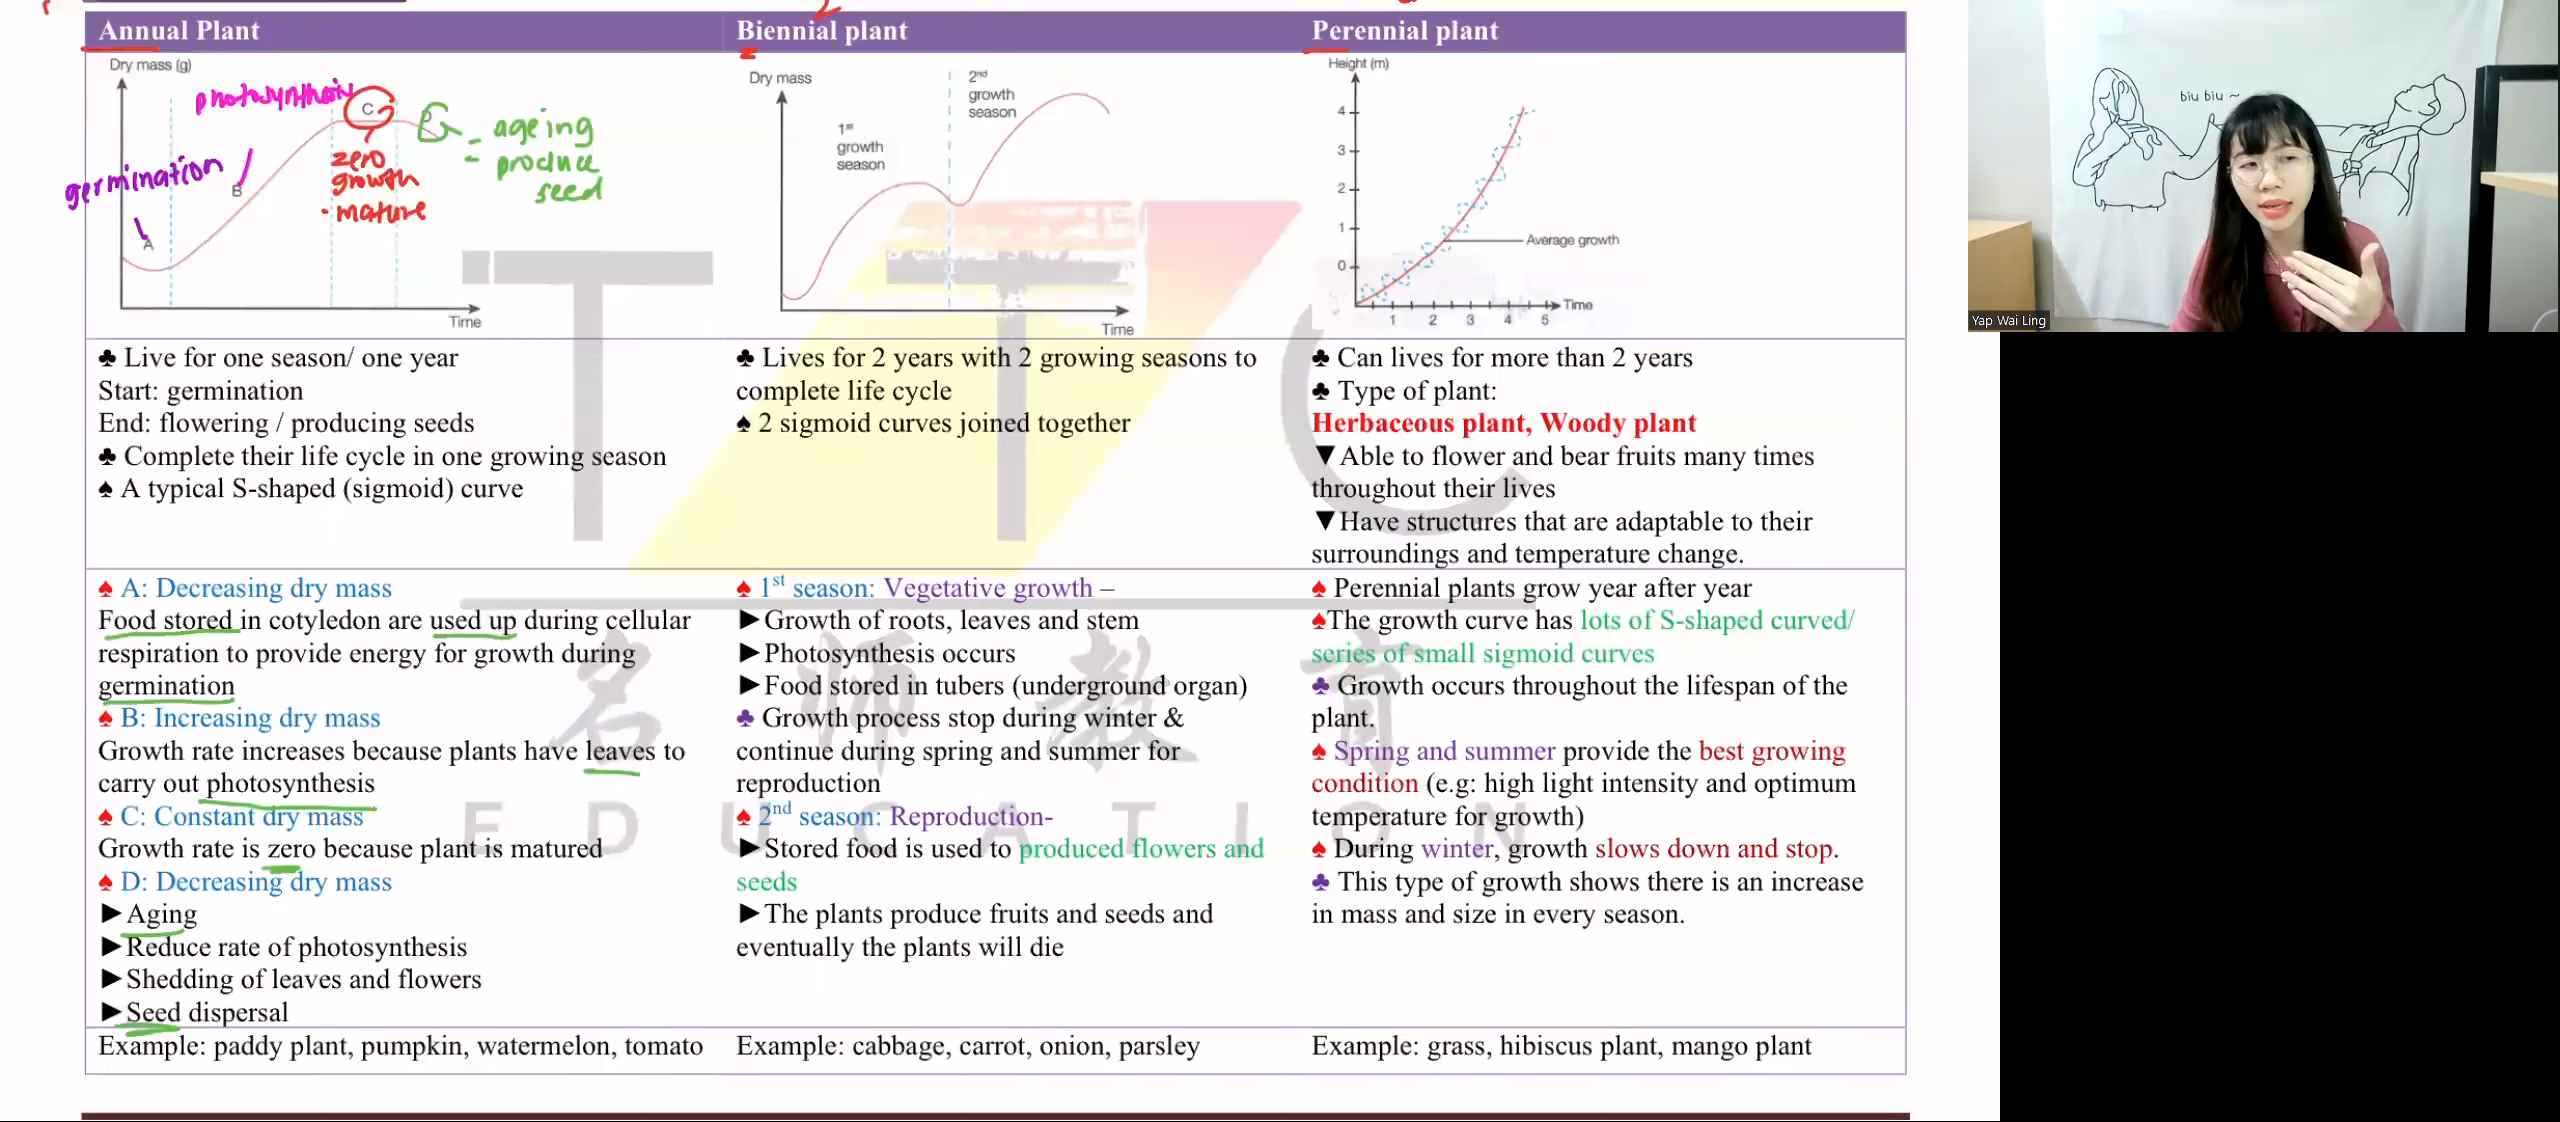 Annual Plant
Biennial plant
Perennial plant
2
Dry mass (g)
photosynthesis
C
D
- ageing
- produce
seed
zero
growth
· mature
germination
B
A
Time
Dry mass
1st
growth
season
2nd
growth
season
Time
Height (m)
4
3
2
1
0
Average growth
Time
1 2 3 4 5
♣ Live for one season/ one year
Start: germination
End: flowering / producing seeds
♣ Complete their life cycle in one growing season
♠ A typical S-shaped (sigmoid) curve
♣ Lives for 2 years with 2 growing seasons to
complete life cycle
♠ 2 sigmoid curves joined together
♣ Can lives for more than 2 years
♣ Type of plant:
Herbaceous plant, Woody plant
▼Able to flower and bear fruits many times
throughout their lives
▼Have structures that are adaptable to their
surroundings and temperature change.
♠ A: Decreasing dry mass
Food stored in cotyledon are used up during cellular
respiration to provide energy for growth during
germination
♠ B: Increasing dry mass
Growth rate increases because plants have leaves to
carry out photosynthesis
♠ C: Constant dry mass
Growth rate is zero because plant is matured
♠ D: Decreasing dry mass
►Aging
►Reduce rate of photosynthesis
►Shedding of leaves and flowers
►Seed dispersal
♠ 1st season: Vegetative growth –
►Growth of roots, leaves and stem
►Photosynthesis occurs
►Food stored in tubers (underground organ)
♣ Growth process stop during winter &
continue during spring and summer for
reproduction
♠ 2nd season: Reproduction-
►Stored food is used to produced flowers and
seeds
►The plants produce fruits and seeds and
eventually the plants will die
♠ Perennial plants grow year after year
♠The growth curve has lots of S-shaped curved/
series of small sigmoid curves
♣ Growth occurs throughout the lifespan of the
plant.
♠ Spring and summer provide the best growing
condition (e.g: high light intensity and optimum
temperature for growth)
♠ During winter, growth slows down and stop.
♣ This type of growth shows there is an increase
in mass and size in every season.
Example: paddy plant, pumpkin, watermelon, tomato
Example: cabbage, carrot, onion, parsley
Example: grass, hibiscus plant, mango plant
TTC
名师教育
EDUCATION
biu biu ~
Yap Wai Ling